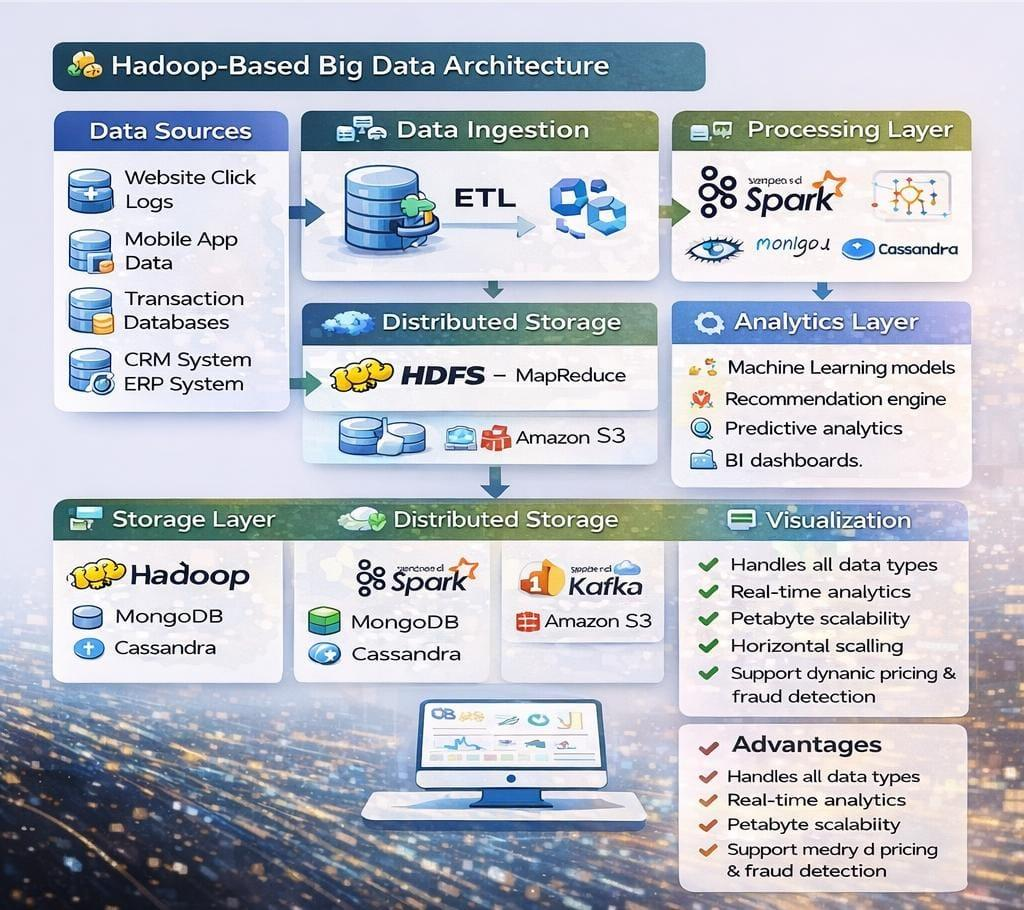 Hadoop-Based Big Data Architecture
Data Sources
Website Click
Logs
Mobile App
Data
Transaction
Databases
CRM System
ERP System
Data Ingestion
ETL
Processing Layer
Spark
Cassandra
Distributed Storage
HDFS – MapReduce
Amazon S3
Analytics Layer
Machine Learning models
Recommendation engine
Predictive analytics
BI dashboards.
Storage Layer
Hadoop
MongoDB
Cassandra
Distributed Storage
Spark
MongoDB
Cassandra
Kafka
Amazon S3
Visualization
Handles all data types
Real-time analytics
Petabyte scalability
Horizontal scalling
Support dynanic pricing &
fraud detection
Advantages
Handles all data types
Real-time analytics
Petabyte scalabiity
Support medry d pricing
& fraud detection